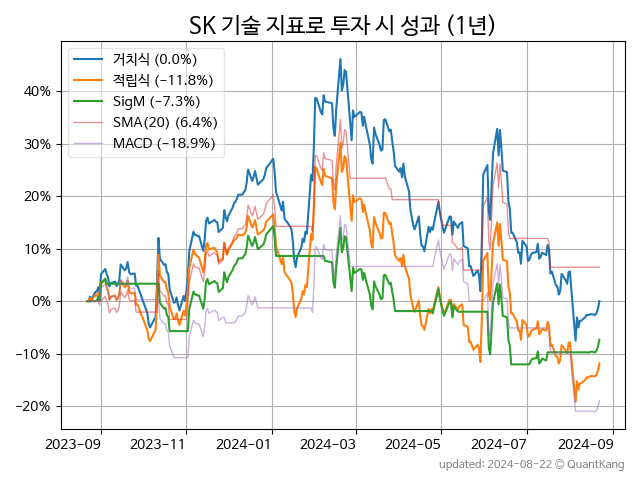 SK 기술 지표로 투자 시 성과 (1년)
거치식 (0.0%)
적립식 (−11.8%)
SigM (−7.3%)
SMA(20) (6.4%)
MACD (−18.9%)
40%
30%
20%
10%
0%
−10%
−20%
2023−09 2023−11 2024−01 2024−03 2024−05 2024−07 2024−09
updated: 2024−08−22 © QuantKang